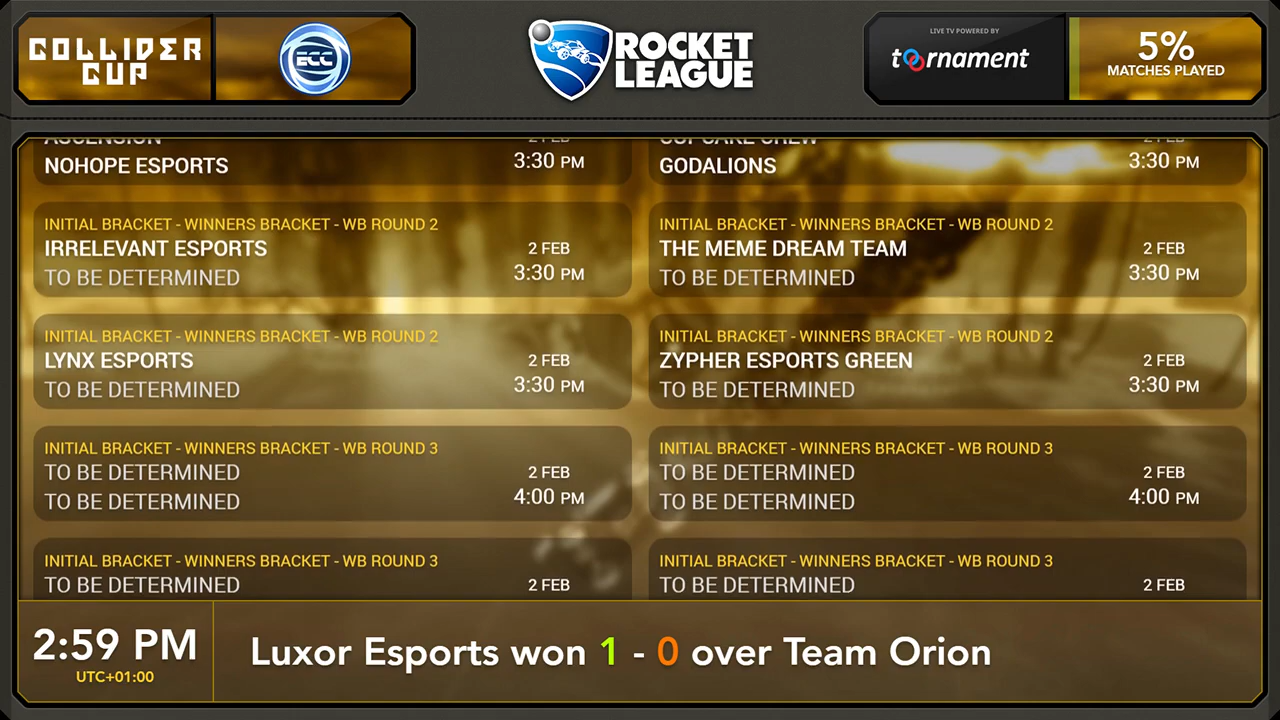 COLLIDER
CUP
ECC
ROCKET
LEAGUE
LIVE TV POWERED BY
tournament
5%
MATCHES PLAYED
ASCENSION
2 FEB
NOHOPE ESPORTS
3:30 PM
CUPCAKE CREW
2 FEB
GODALIONS
3:30 PM
INITIAL BRACKET - WINNERS BRACKET - WB ROUND 2
IRRELEVANT ESPORTS
2 FEB
TO BE DETERMINED
3:30 PM
INITIAL BRACKET - WINNERS BRACKET - WB ROUND 2
THE MEME DREAM TEAM
2 FEB
TO BE DETERMINED
3:30 PM
INITIAL BRACKET - WINNERS BRACKET - WB ROUND 2
LYNX ESPORTS
2 FEB
TO BE DETERMINED
3:30 PM
INITIAL BRACKET - WINNERS BRACKET - WB ROUND 2
ZYPHER ESPORTS GREEN
2 FEB
TO BE DETERMINED
3:30 PM
INITIAL BRACKET - WINNERS BRACKET - WB ROUND 3
TO BE DETERMINED
2 FEB
TO BE DETERMINED
4:00 PM
INITIAL BRACKET - WINNERS BRACKET - WB ROUND 3
TO BE DETERMINED
2 FEB
TO BE DETERMINED
4:00 PM
INITIAL BRACKET - WINNERS BRACKET - WB ROUND 3
TO BE DETERMINED
2 FEB
INITIAL BRACKET - WINNERS BRACKET - WB ROUND 3
TO BE DETERMINED
2 FEB
2:59 PM
UTC+01:00
Luxor Esports won 1 - 0 over Team Orion